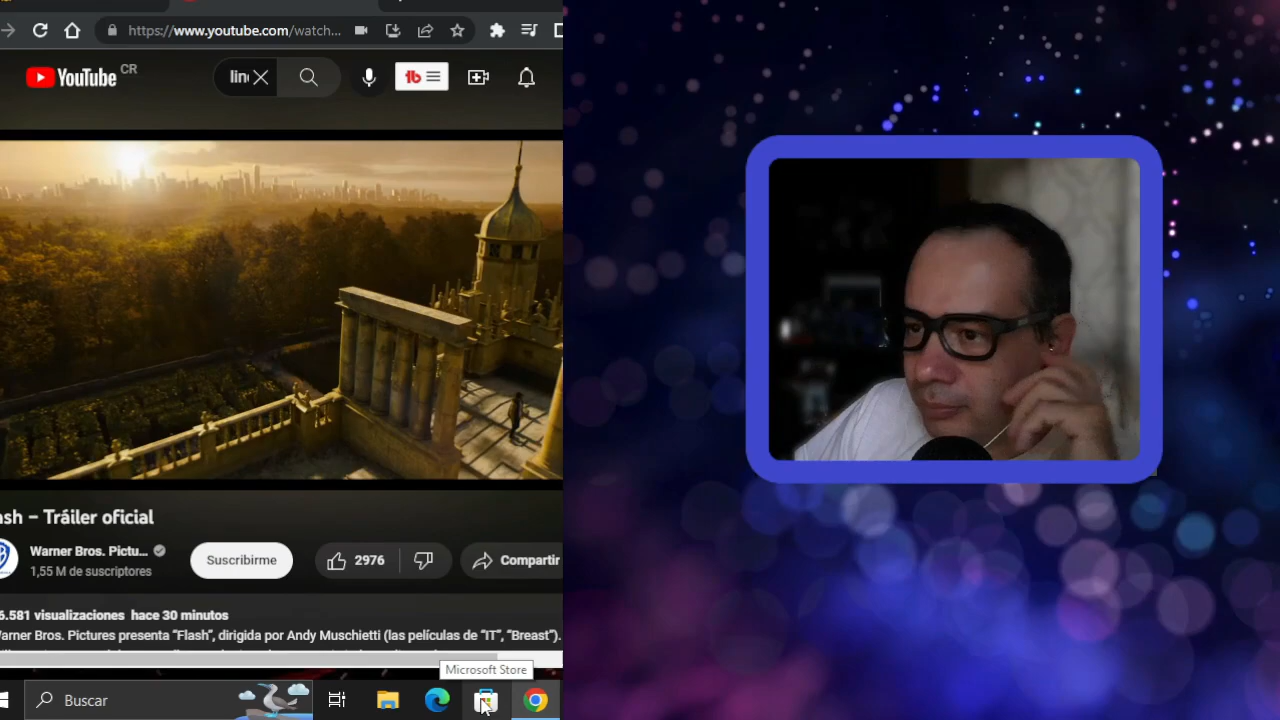 https://www.youtube.com/watch...
YouTube CR
lin
ash – Tráiler oficial
Warner Bros. Pictu...
1,55 M de suscriptores
Suscribirme
2976
Compartir
6.581 visualizaciones hace 30 minutos
Warner Bros. Pictures presenta “Flash”, dirigida por Andy Muschietti (las películas de “IT”, “Breast”).
Microsoft Store
Buscar